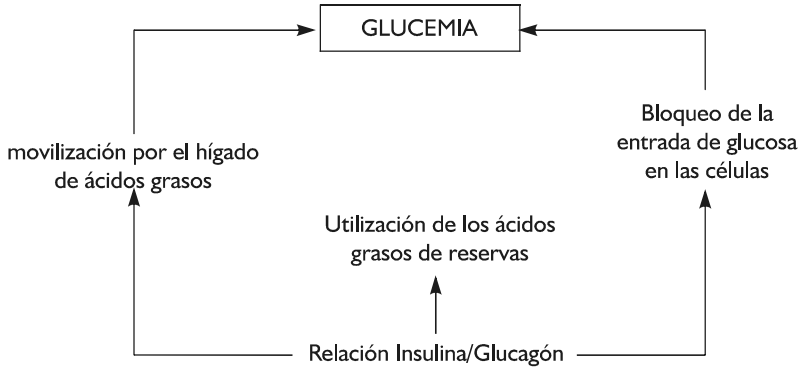 GLUCEMIA
movilización por el hígado
de ácidos grasos
Bloqueo de la
entrada de glucosa
en las células
Utilización de los ácidos
grasos de reservas
Relación Insulina/Glucagón